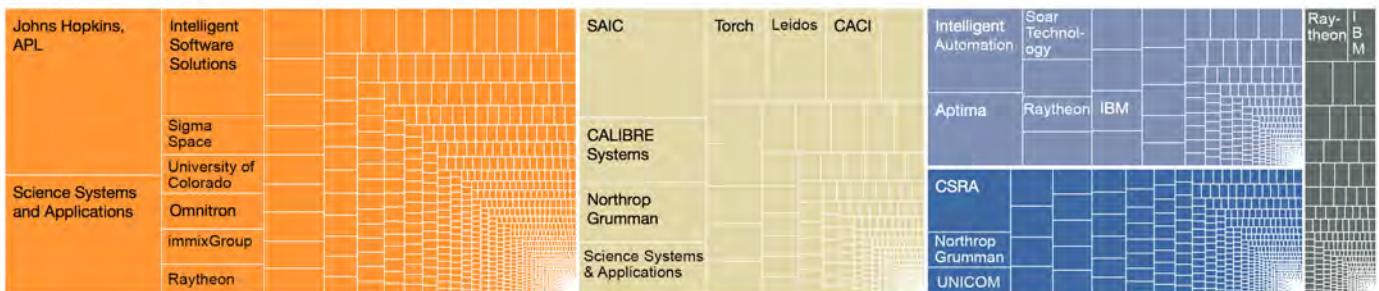 Johns Hopkins,
APL
Science Systems
and Applications
Intelligent
Software
Solutions
Sigma
Space
University of
Colorado
Omnitron
immixGroup
Raytheon
SAIC
CALIBRE
Systems
Northrop
Grumman
Science Systems
& Applications
Torch
Leidos
CACI
Intelligent
Automation
Aptima
Soar
Technol-
ogy
Raytheon
IBM
CSRA
Northrop
Grumman
UNICOM
Ray-
theon
I
B
M